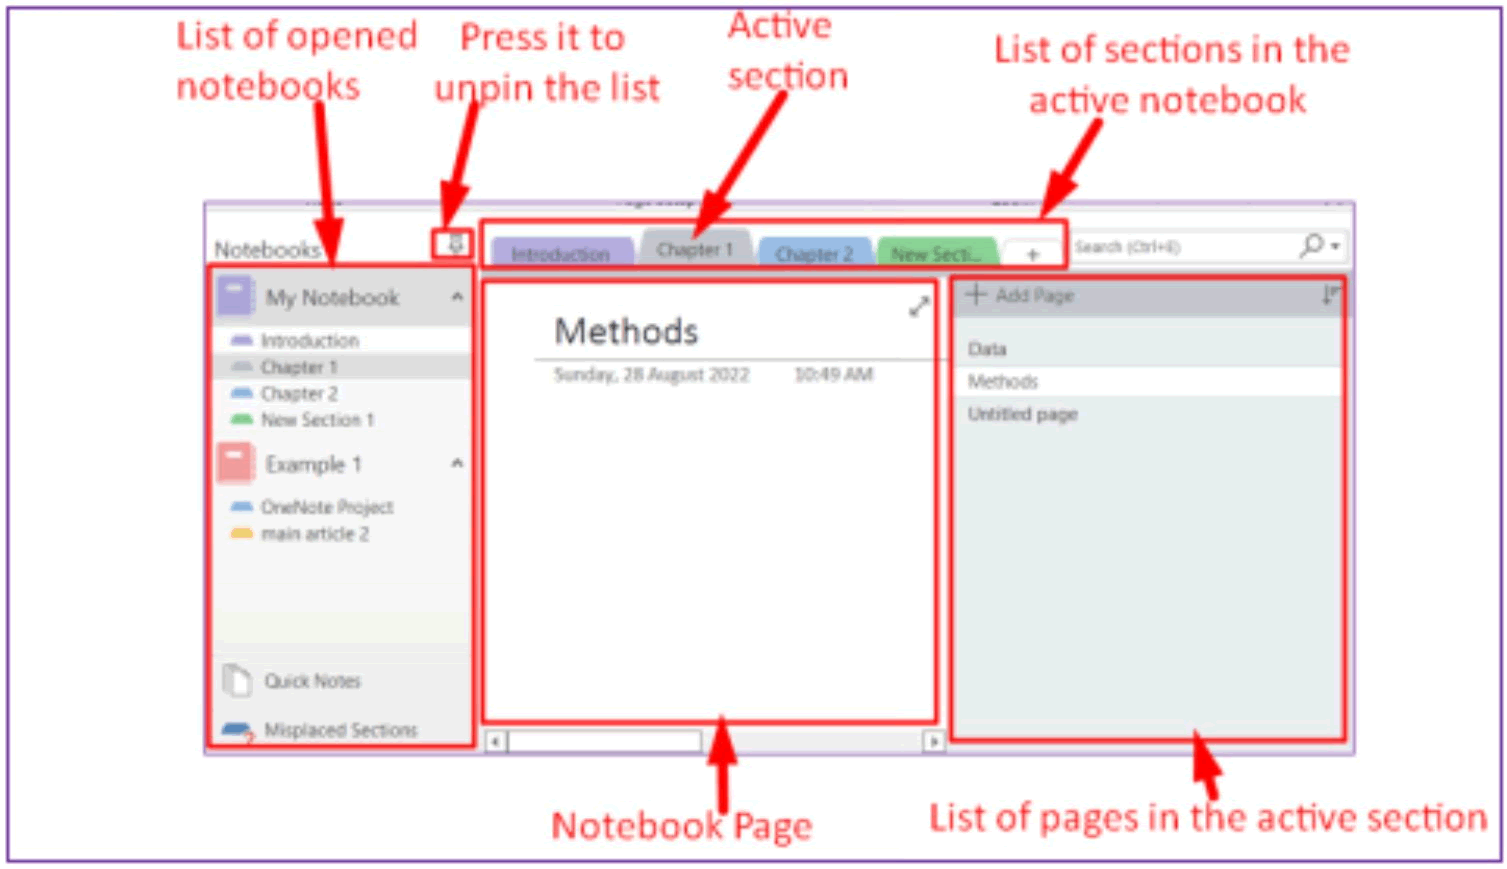 List of opened
notebooks
Press it to
unpin the list
Active
section
List of sections in the
active notebook
Notebooks
Introduction
Chapter 1
Chapter 2
New Secti...
+
Search (Ctrl+E)
My Notebook
Introduction
Chapter 1
Chapter 2
New Section 1
Example 1
OneNote Project
main article 2
Quick Notes
Misplaced Sections
Methods
Sunday, 28 August 2022 10:49 AM
Add Page
Data
Methods
Untitled page
Notebook Page
List of pages in the active section